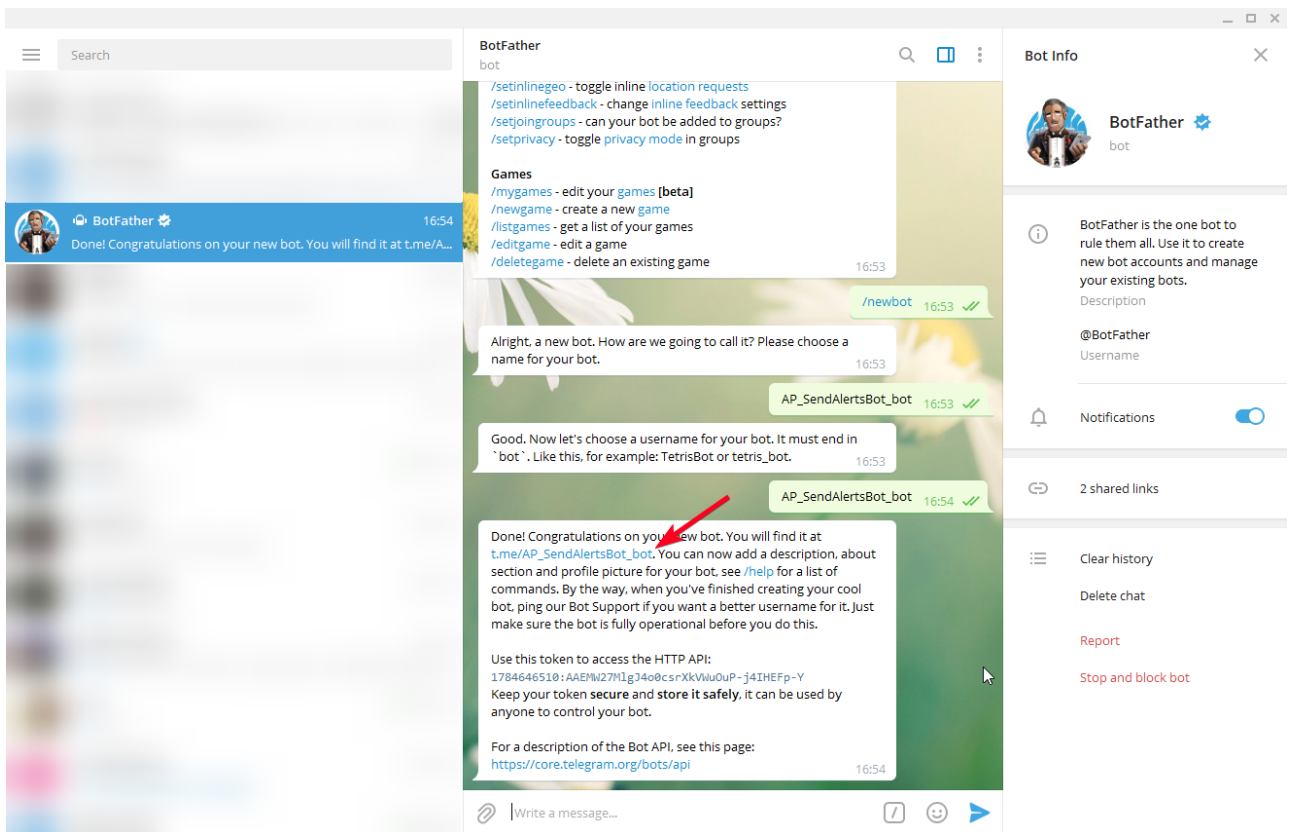 Search
BotFather
16:54
Done! Congratulations on your new bot. You will find it at t.me/A...
BotFather
bot
/setinlinegeo - toggle inline location requests
/setinlinefeedback - change inline feedback settings
/setjoingroups - can your bot be added to groups?
/setprivacy - toggle privacy mode in groups
Games
/mygames - edit your games [beta]
/newgame - create a new game
/listgames - get a list of your games
/editgame - edit a game
/deletegame - delete an existing game
16:53
/newbot 16:53
Alright, a new bot. How are we going to call it? Please choose a
name for your bot.
16:53
AP_SendAlertsBot_bot 16:53
Good. Now let's choose a username for your bot. It must end in
`bot`. Like this, for example: TetrisBot or tetris_bot.
16:53
AP_SendAlertsBot_bot 16:54
Done! Congratulations on your new bot. You will find it at
t.me/AP_SendAlertsBot_bot. You can now add a description, about
section and profile picture for your bot, see /help for a list of
commands. By the way, when you've finished creating your cool
bot, ping our Bot Support if you want a better username for it. Just
make sure the bot is fully operational before you do this.
Use this token to access the HTTP API:
1784646510:AAEMW27MlgJ4o0csrXkVWuOuP-j4IHEFp-Y
Keep your token secure and store it safely, it can be used by
anyone to control your bot.
For a description of the Bot API, see this page:
https://core.telegram.org/bots/api
16:54
Write a message...
Bot Info
BotFather
bot
BotFather is the one bot to
rule them all. Use it to create
new bot accounts and manage
your existing bots.
Description
@BotFather
Username
Notifications
2 shared links
Clear history
Delete chat
Report
Stop and block bot